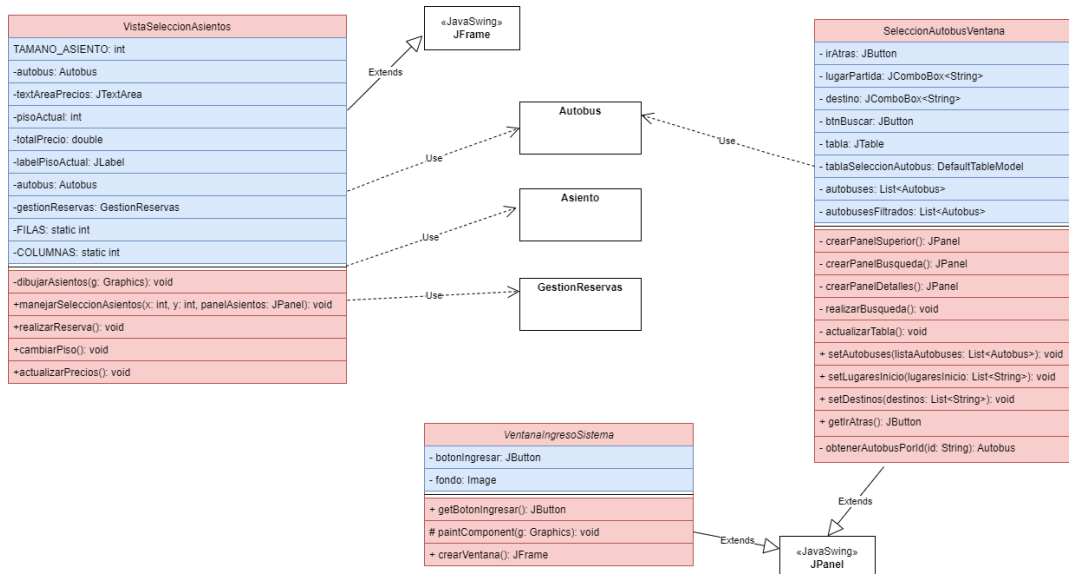 VistaSeleccionAsientos
TAMANO_ASIENTO: int
-autobus: Autobus
-textAreaPrecios: JTextArea
-pisoActual: int
-totalPrecio: double
-labelPisoActual: JLabel
-autobus: Autobus
-gestionReservas: GestionReservas
-FILAS: static int
-COLUMNAS: static int
-dibujarAsientos(g: Graphics): void
+manejarSeleccionAsientos(x: int, y: int, panelAsientos: JPanel): void
+realizarReserva(): void
+cambiarPiso(): void
+actualizarPrecios(): void
«JavaSwing»
JFrame
Extends
Autobus
Use
Asiento
Use
GestionReservas
Use
Use
SeleccionAutobusVentana
- irAtras: JButton
- lugarPartida: JComboBox<String>
- destino: JComboBox<String>
- btnBuscar: JButton
- tabla: JTable
- tablaSeleccionAutobus: DefaultTableModel
- autobuses: List<Autobus>
- autobusesFiltrados: List<Autobus>
- crearPanelSuperior(): JPanel
- crearPanelBusqueda(): JPanel
- crearPanelDetalles(): JPanel
- realizarBusqueda(): void
- actualizarTabla(): void
+ setAutobuses(listaAutobuses: List<Autobus>): void
+ setLugaresInicio(lugaresInicio: List<String>): void
+ setDestinos(destinos: List<String>): void
+ getIrAtras(): JButton
- obtenerAutobusPorId(id: String): Autobus
VentanaIngresoSistema
- botonIngresar: JButton
- fondo: Image
+ getBotonIngresar(): JButton
# paintComponent(g: Graphics): void
+ crearVentana(): JFrame
Extends
Extends
«JavaSwing»
JPanel